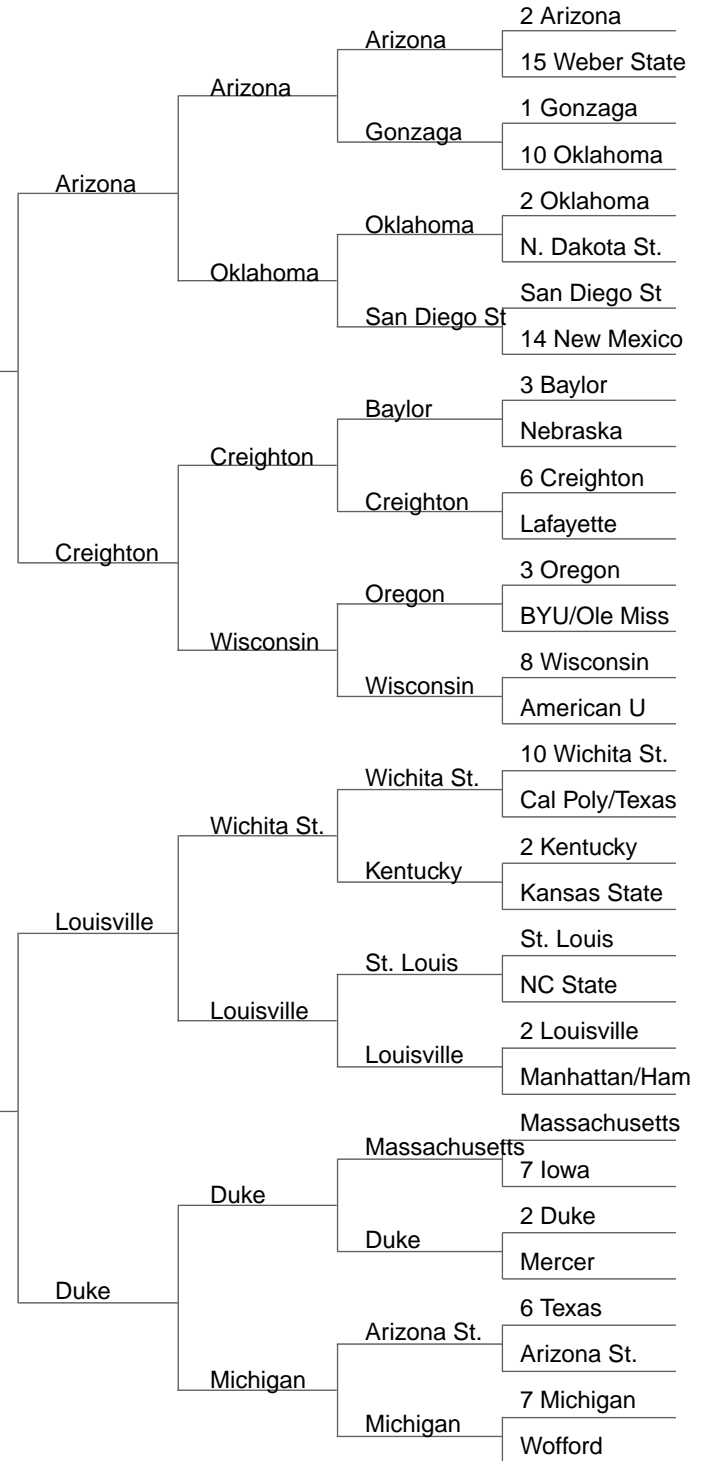 2 Arizona
Arizona
15 Weber State
Arizona
1 Gonzaga
Gonzaga
10 Oklahoma
Arizona
2 Oklahoma
Oklahoma
N. Dakota St.
Oklahoma
San Diego St
San Diego St
14 New Mexico
3 Baylor
Baylor
Nebraska
Creighton
6 Creighton
Creighton
Lafayette
Creighton
3 Oregon
Oregon
BYU/Ole Miss
Wisconsin
8 Wisconsin
Wisconsin
American U
10 Wichita St.
Wichita St.
Cal Poly/Texas
Wichita St.
2 Kentucky
Kentucky
Kansas State
Louisville
St. Louis
St. Louis
NC State
Louisville
2 Louisville
Louisville
Manhattan/Ham
Massachusetts
Massachusetts
7 Iowa
Duke
2 Duke
Duke
Mercer
Duke
6 Texas
Arizona St.
Arizona St.
Michigan
7 Michigan
Michigan
Wofford